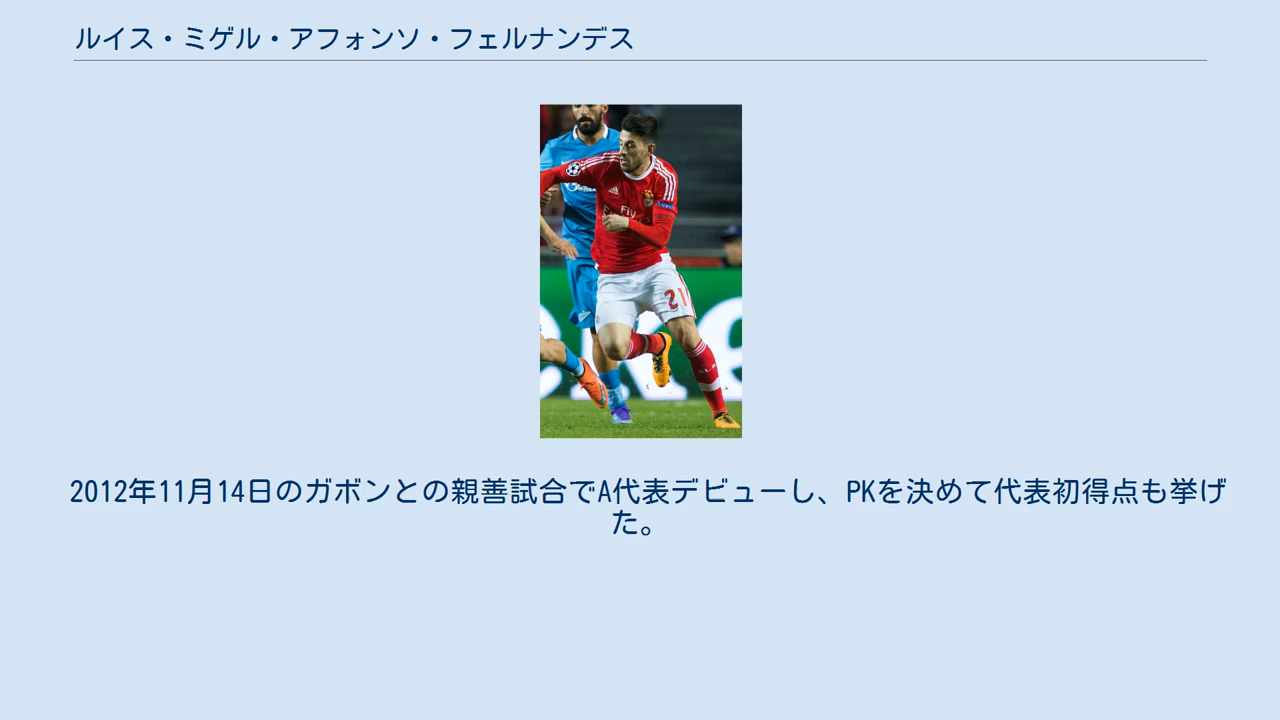 ルイス・ミゲル・アフォンソ・フェルナンデス
21
2012年11月14日のガボンとの親善試合でA代表デビューし、PKを決めて代表初得点も挙げ
た。